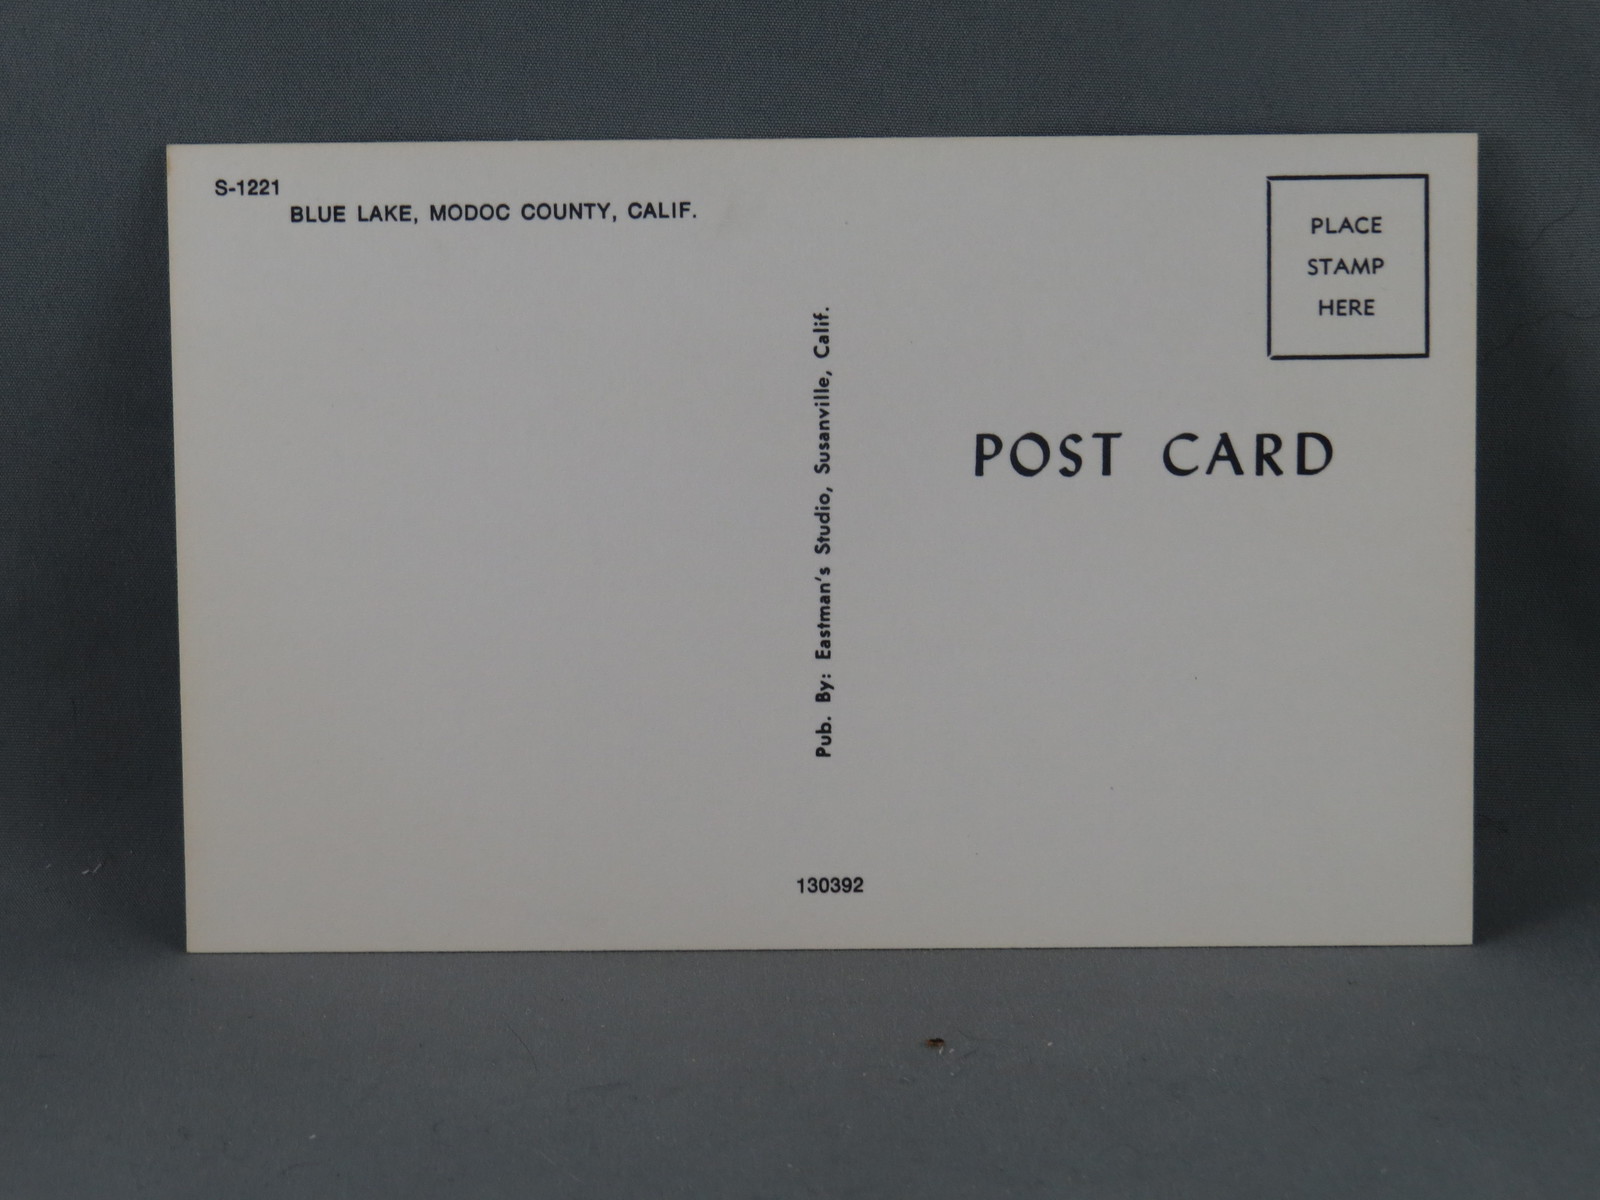 S-1221
BLUE LAKE, MODOC COUNTY, CALIF.
PLACE
STAMP
HERE
POST CARD
Pub. By: Eastman's Studio, Susanville, Calif.
130392